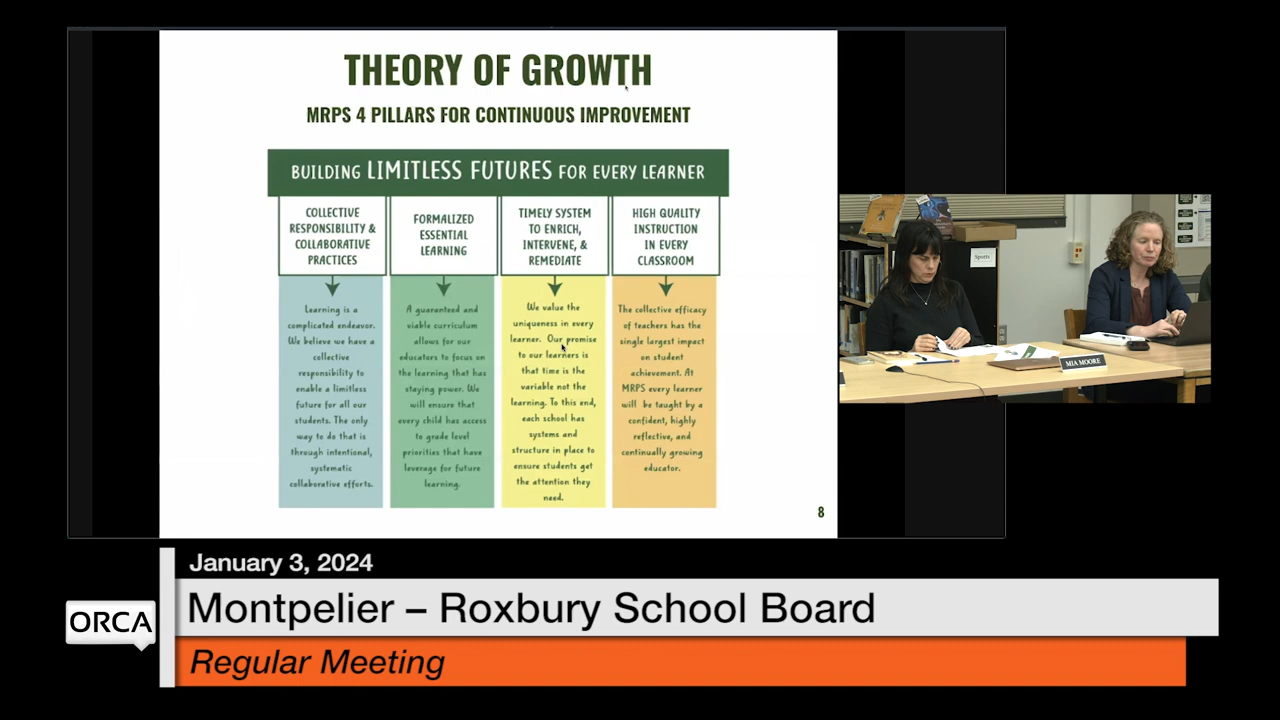 THEORY OF GROWTH
MRPS 4 PILLARS FOR CONTINUOUS IMPROVEMENT
BUILDING LIMITLESS FUTURES FOR EVERY LEARNER
COLLECTIVE
RESPONSIBILITY &
COLLABORATIVE
PRACTICES
Learning is a
complicated endeavor.
We believe we have a
collective
responsibility to
enable a limitless
future for all our
students. The only
way to do that is
through intentional,
systematic
collaborative efforts.
FORMALIZED
ESSENTIAL
LEARNING
A guaranteed and
viable curriculum
allows for our
educators to focus on
the learning that has
staying power. We
will ensure that
every child has access
to grade level
priorities that have
leverage for future
learning.
TIMELY SYSTEM
TO ENRICH,
INTERVENE, &
REMEDIATE
We value the
uniqueness in every
learner. Our promise
to our learners is
that time is the
variable not the
learning. To this end,
each school has
systems and
structure in place to
ensure students get
the attention they
need.
HIGH QUALITY
INSTRUCTION
IN EVERY
CLASSROOM
The collective efficacy
of teachers has the
single largest impact
on student
achievement. At
MRPS every learner
will be taught by a
confident, highly
reflective, and
continually growing
educator.
8
Sports
MIA MOORE
January 3, 2024
ORCA
Montpelier – Roxbury School Board
Regular Meeting